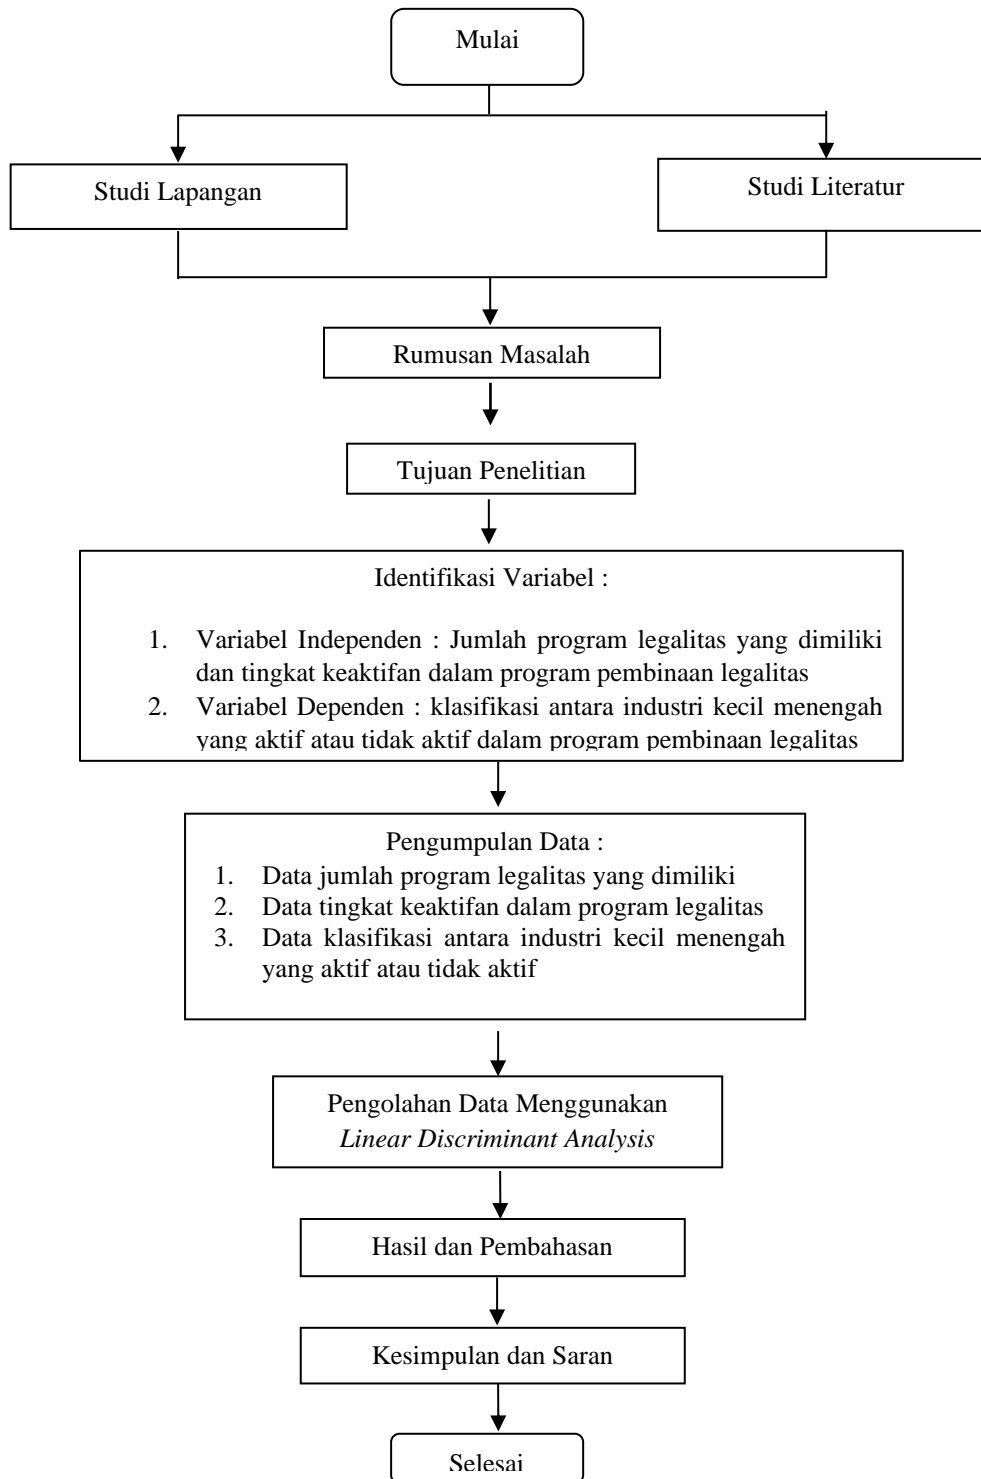 Mulai
Studi Lapangan
Studi Literatur
Rumusan Masalah
Tujuan Penelitian
Identifikasi Variabel :
1. Variabel Independen : Jumlah program legalitas yang dimiliki
dan tingkat keaktifan dalam program pembinaan legalitas
2. Variabel Dependen : klasifikasi antara industri kecil menengah
yang aktif atau tidak aktif dalam program pembinaan legalitas
Pengumpulan Data :
1. Data jumlah program legalitas yang dimiliki
2. Data tingkat keaktifan dalam program legalitas
3. Data klasifikasi antara industri kecil menengah
yang aktif atau tidak aktif
Pengolahan Data Menggunakan
Linear Discriminant Analysis
Hasil dan Pembahasan
Kesimpulan dan Saran
Selesai